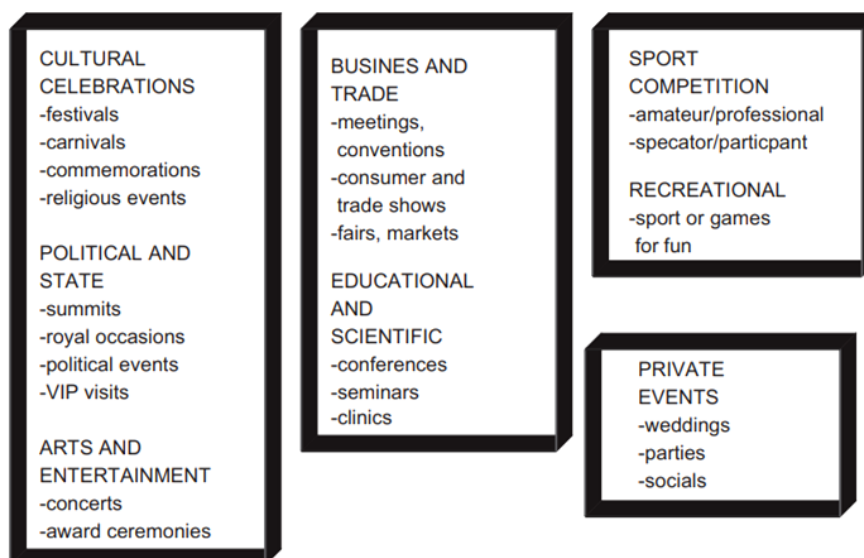 CULTURAL
CELEBRATIONS
-festivals
-carnivals
-commemorations
-religious events
POLITICAL AND
STATE
-summits
-royal occasions
-political events
-VIP visits
ARTS AND
ENTERTAINMENT
-concerts
-award ceremonies
BUSINES AND
TRADE
-meetings,
conventions
-consumer and
trade shows
-fairs, markets
EDUCATIONAL
AND
SCIENTIFIC
-conferences
-seminars
-clinics
SPORT
COMPETITION
-amateur/professional
-specator/particpant
RECREATIONAL
-sport or games
for fun
PRIVATE
EVENTS
-weddings
-parties
-socials